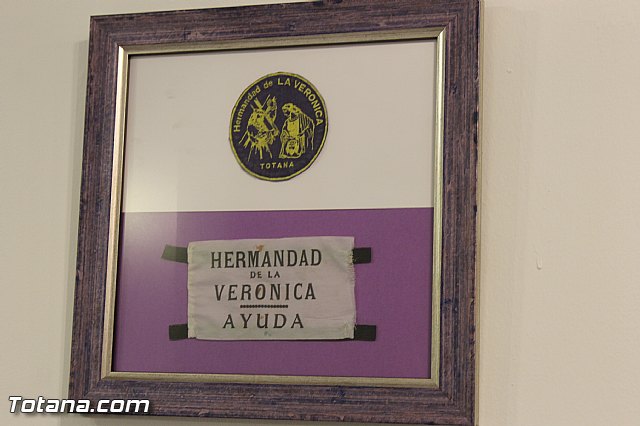 Hermandad de LA VERONICA
TOTANA
HERMANDAD
DE LA
VERONICA
AYUDA
Totana.com